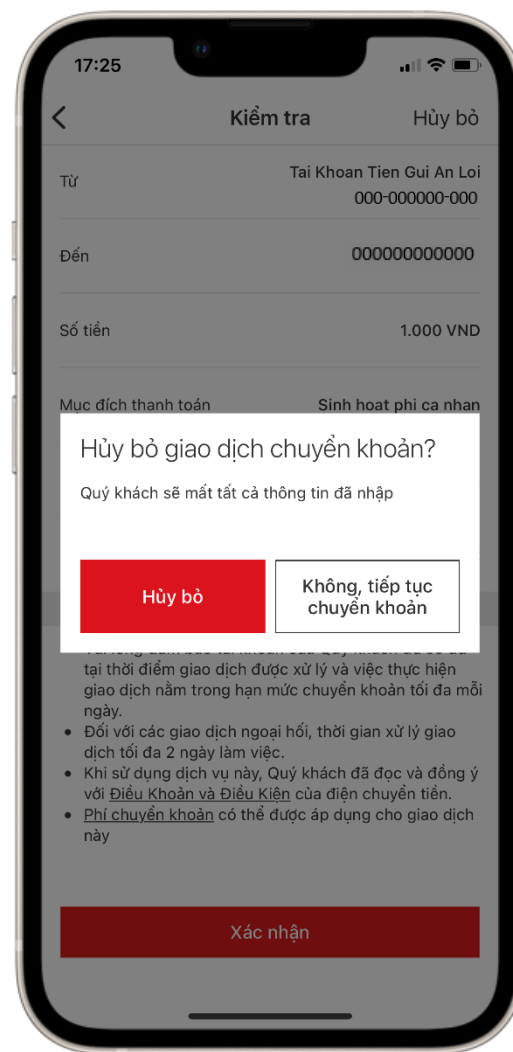 17:25
Kiểm tra
Hủy bỏ
Từ
Tai Khoan Tien Gui An Loi
000-000000-000
Đến
000000000000
Số tiền
1.000 VND
Mục đích thanh toán
Sinh hoat phi ca nhan
Hủy bỏ giao dịch chuyển khoản?
Quý khách sẽ mất tất cả thông tin đã nhập
Hủy bỏ
Không, tiếp tục
chuyển khoản
tại thời điểm giao dịch được xử lý và việc thực hiện
giao dịch nằm trong hạn mức chuyển khoản tối đa mỗi
ngày.
• Đối với các giao dịch ngoại hối, thời gian xử lý giao
dịch tối đa 2 ngày làm việc.
• Khi sử dụng dịch vụ này, Quý khách đã đọc và đồng ý
với Điều Khoản và Điều Kiện của điện chuyển tiền.
• Phí chuyển khoản có thể được áp dụng cho giao dịch
này
Xác nhận